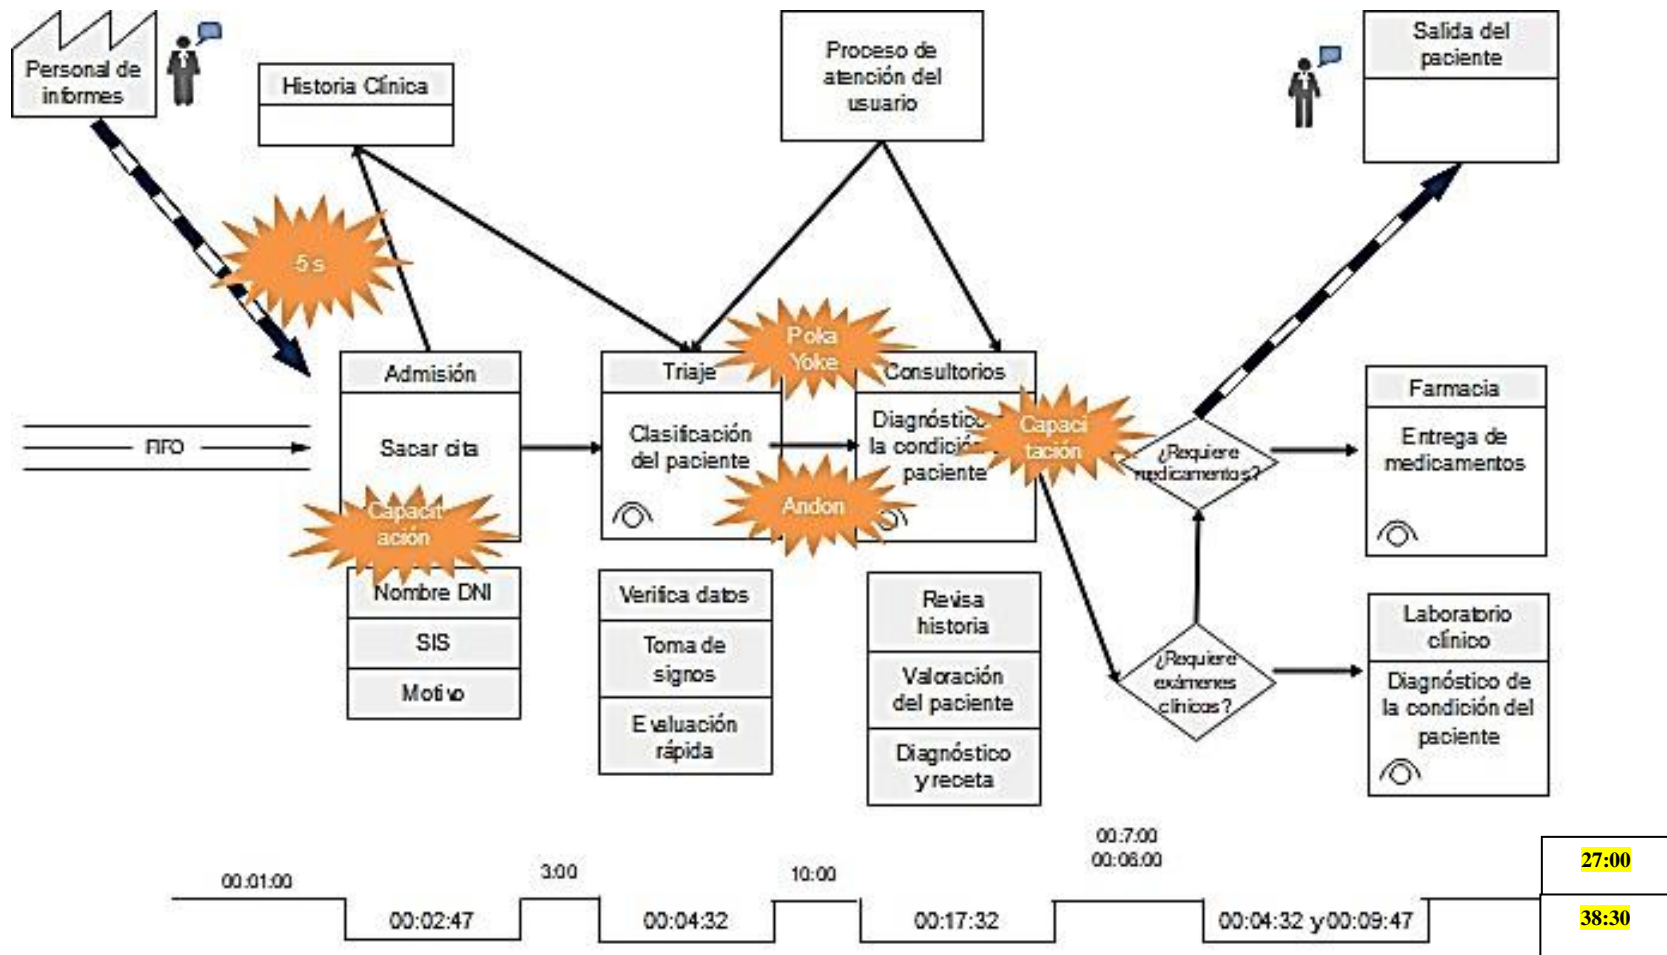 Personal de
informes
Historia Clínica
Proceso de
atención del
usuario
Salida del
paciente
5 s
FIFO
Admisión
Sacar cita
Capacit
ación
Nombre DNI
SIS
Motivo
Triaje
Clasificación
del paciente
Verifica datos
Toma de
signos
Evaluación
rápida
Poka
Yoke
Andon
Consultorios
Diagnóstico
la condición
paciente
Revisa
historia
Valoración
del paciente
Diagnóstico
y receta
Capaci
tación
¿Requiere
medicamentos?
¿Requiere
exámenes
clínicos?
Farmacia
Entrega de
medicamentos
Laboratorio
clínico
Diagnóstico de
la condición del
paciente
00:01:00
3:00
10:00
00:7:00
00:06:00
27:00
00:02:47
00:04:32
00:17:32
00:04:32 y 00:09:47
38:30